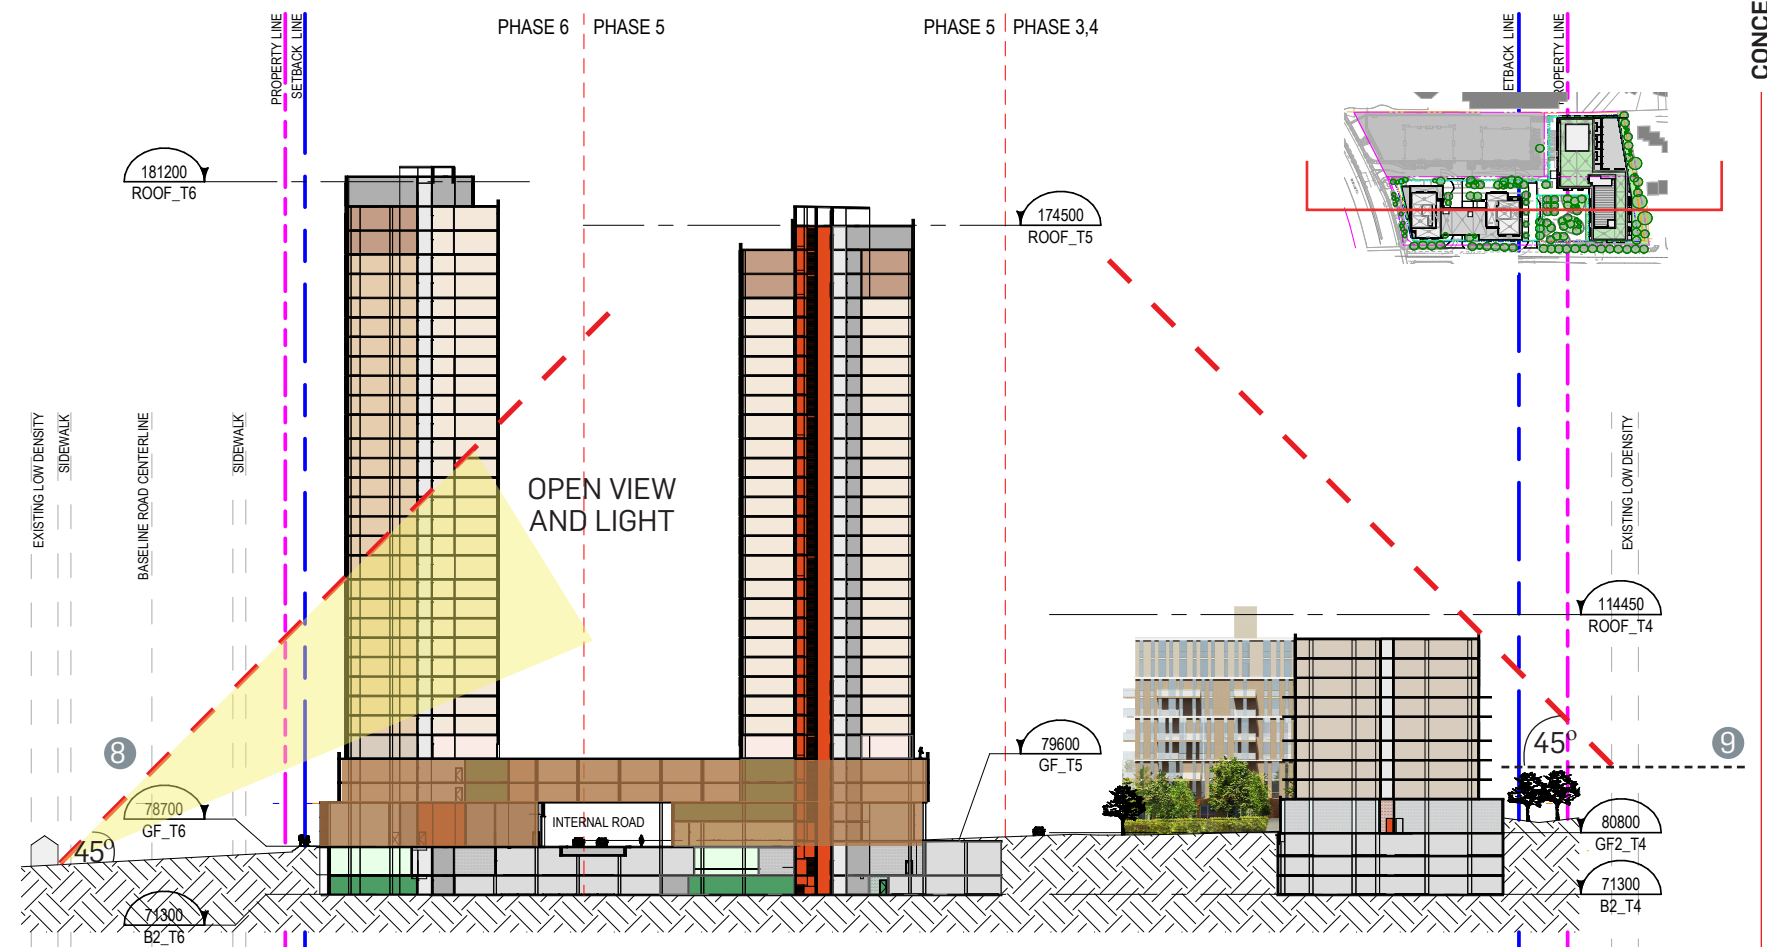 PHASE 6
PHASE 5
PHASE 5
PHASE 3,4
CONCE
PROPERTY LINE
SETBACK LINE
ETBACK LINE
ROPERTY LINE
181200
ROOF_T6
174500
ROOF_T5
EXISTING LOW DENSITY
SIDEWALK
BASELINE ROAD CENTERLINE
SIDEWALK
EXISTING LOW DENSITY
OPEN VIEW
AND LIGHT
114450
ROOF_T4
8
79600
GF_T5
45°
9
78700
GF_T6
INTERNAL ROAD
45°
80800
GF2_T4
71300
B2_T6
71300
B2_T4